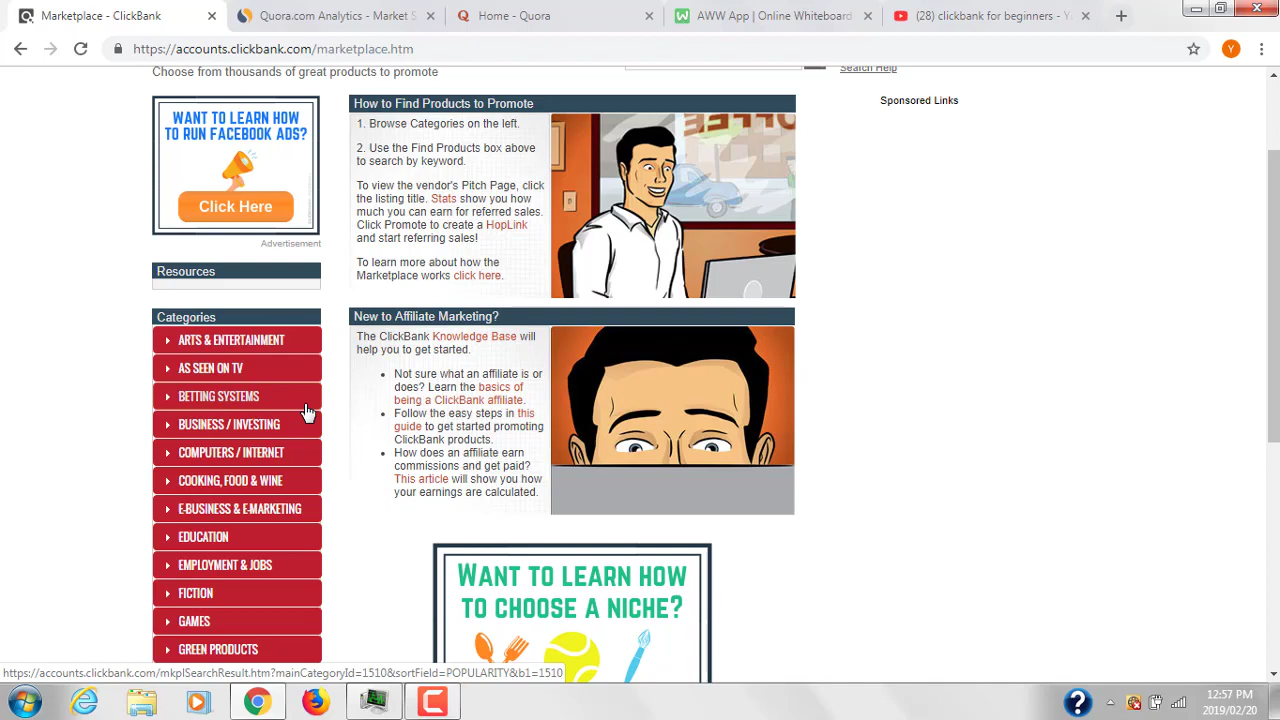 Marketplace - ClickBank
Quora.com Analytics - Market S
Home - Quora
AWW App | Online Whiteboard
(28) clickbank for beginners - Y
https://accounts.clickbank.com/marketplace.htm
Y
Choose from thousands of great products to promote
Search Help
Sponsored Links
WANT TO LEARN HOW
TO RUN FACEBOOK ADS?
Click Here
Advertisement
Resources
Categories
ARTS & ENTERTAINMENT
AS SEEN ON TV
BETTING SYSTEMS
BUSINESS / INVESTING
COMPUTERS / INTERNET
COOKING, FOOD & WINE
E-BUSINESS & E-MARKETING
EDUCATION
EMPLOYMENT & JOBS
FICTION
GAMES
GREEN PRODUCTS
How to Find Products to Promote
1. Browse Categories on the left.
2. Use the Find Products box above
to search by keyword.
To view the vendor's Pitch Page, click
the listing title. Stats show you how
much you can earn for referred sales.
Click Promote to create a HopLink
and start referring sales!
To learn more about how the
Marketplace works click here.
COFFEE
New to Affiliate Marketing?
The ClickBank Knowledge Base will
help you to get started.
• Not sure what an affiliate is or
does? Learn the basics of
being a ClickBank affiliate.
• Follow the easy steps in this
guide to get started promoting
ClickBank products.
• How does an affiliate earn
commissions and get paid?
This article will show you how
your earnings are calculated.
WANT TO LEARN HOW
TO CHOOSE A NICHE?
https://accounts.clickbank.com/mkplSearchResult.htm?mainCategoryId=1510&sortField=POPULARITY&b1=1510
12:57 PM
2019/02/20